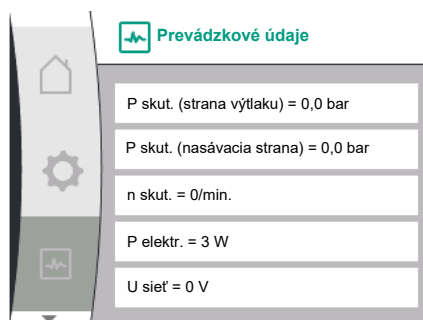 Prevádzkové údaje
P skut. (strana výtlaku) = 0,0 bar
P skut. (nasávacia strana) = 0,0 bar
n skut. = 0/min.
P elektr. = 3 W
U sieť = 0 V